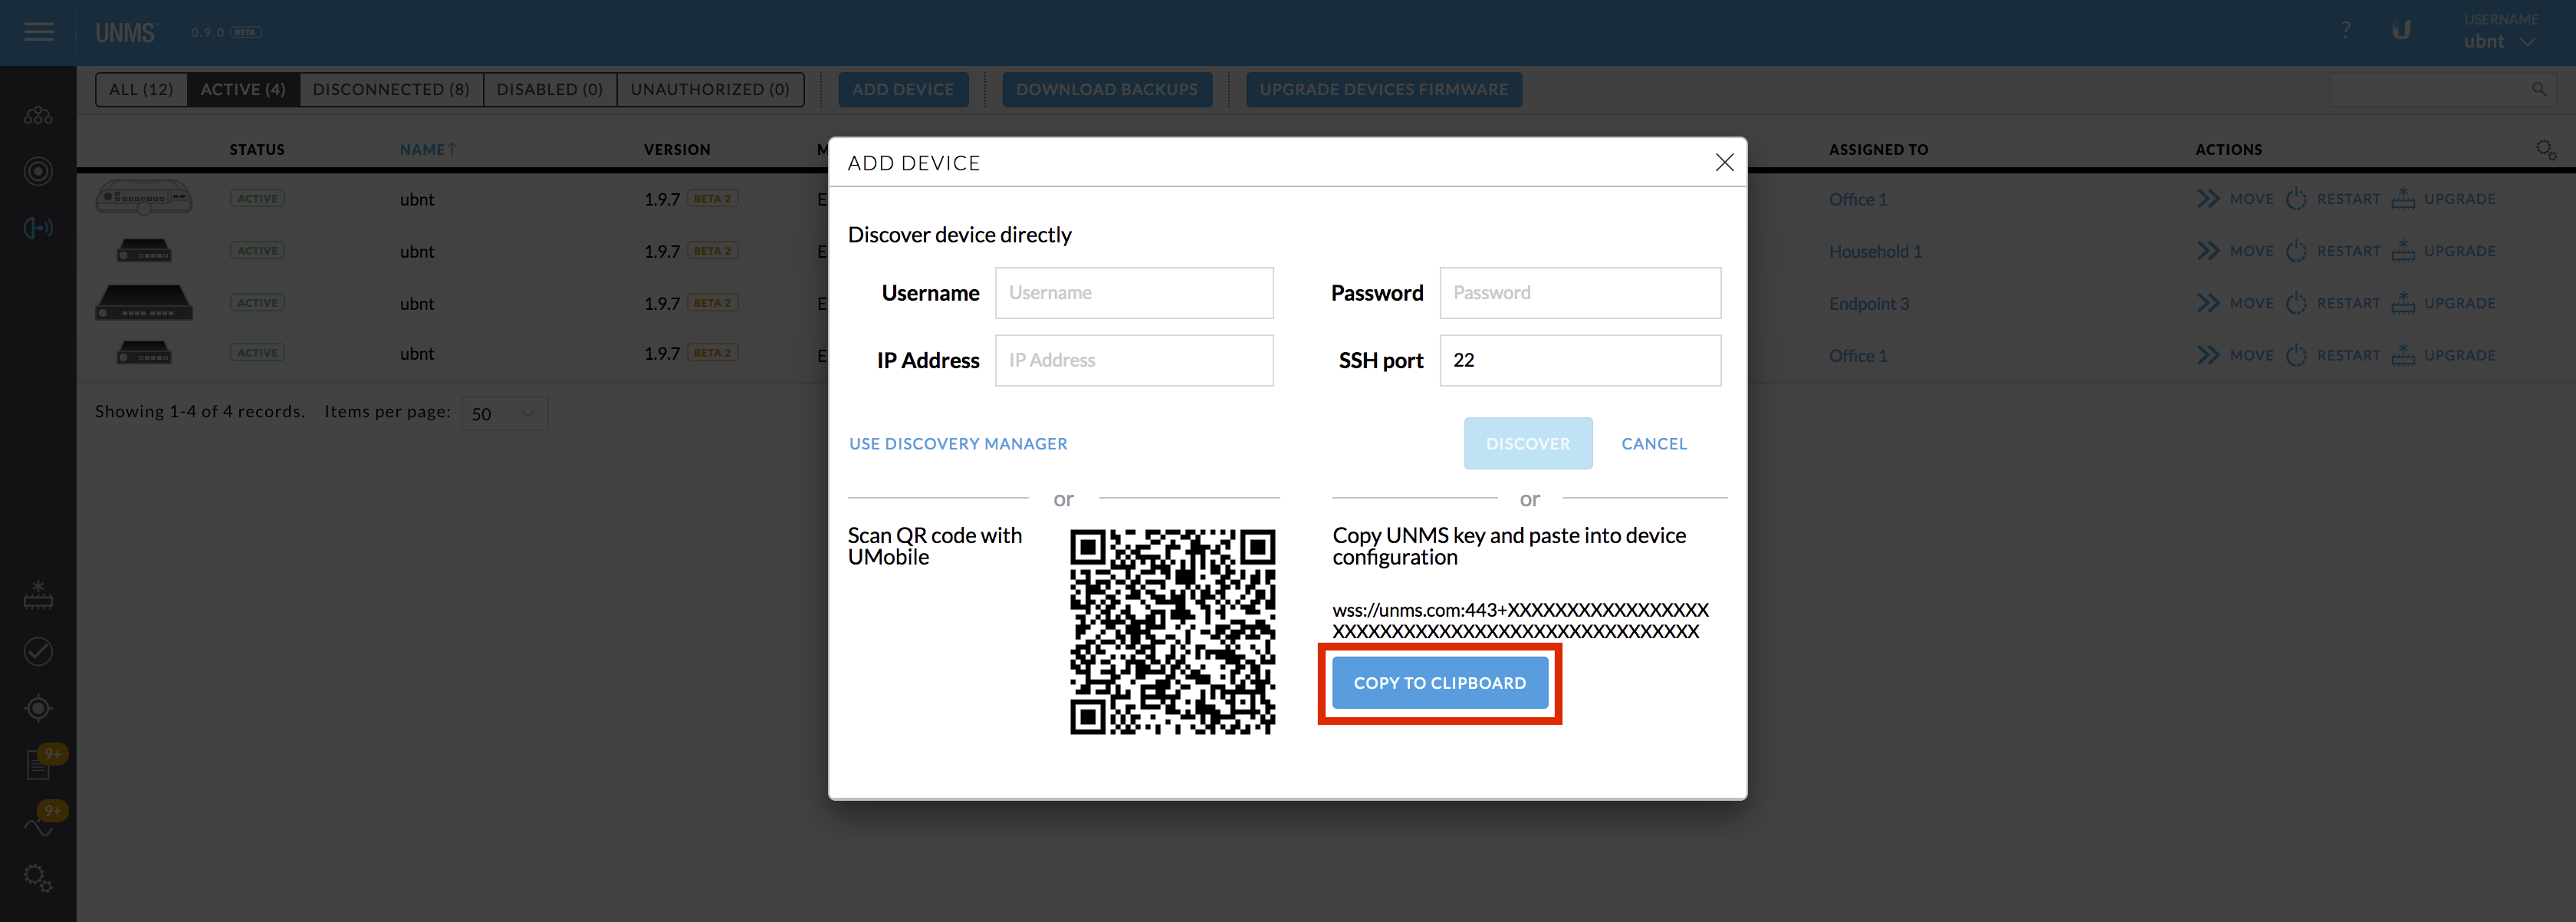 UNMS™ 0.9.0 BETA ? U USERNAME
ubnt
ALL (12) ACTIVE (4) DISCONNECTED (8) DISABLED (0) UNAUTHORIZED (0) ADD DEVICE DOWNLOAD BACKUPS UPGRADE DEVICES FIRMWARE
STATUS NAME↑ VERSION M ASSIGNED TO ACTIONS
ACTIVE ubnt 1.9.7 BETA 2 E Office 1 MOVE RESTART UPGRADE
ACTIVE ubnt 1.9.7 BETA 2 E Household 1 MOVE RESTART UPGRADE
ACTIVE ubnt 1.9.7 BETA 2 E Endpoint 3 MOVE RESTART UPGRADE
ACTIVE ubnt 1.9.7 BETA 2 E Office 1 MOVE RESTART UPGRADE
Showing 1-4 of 4 records. Items per page: 50
9+
9+
ADD DEVICE
Discover device directly
Username Username Password Password
IP Address IP Address SSH port 22
USE DISCOVERY MANAGER DISCOVER CANCEL
or
Scan QR code with
UMobile
or
Copy UNMS key and paste into device
configuration
wss://unms.com:443+XXXXXXXXXXXXXXXXX
XXXXXXXXXXXXXXXXXXXXXXXXXXXXXXX
COPY TO CLIPBOARD